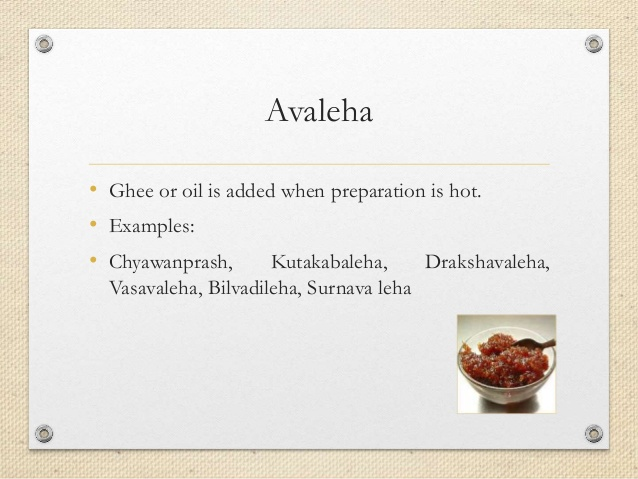 Avaleha
• Ghee or oil is added when preparation is hot.
• Examples:
• Chyawanprash, Kutakabaleha, Drakshavaleha,
Vasavaleha, Bilvadileha, Surnava leha